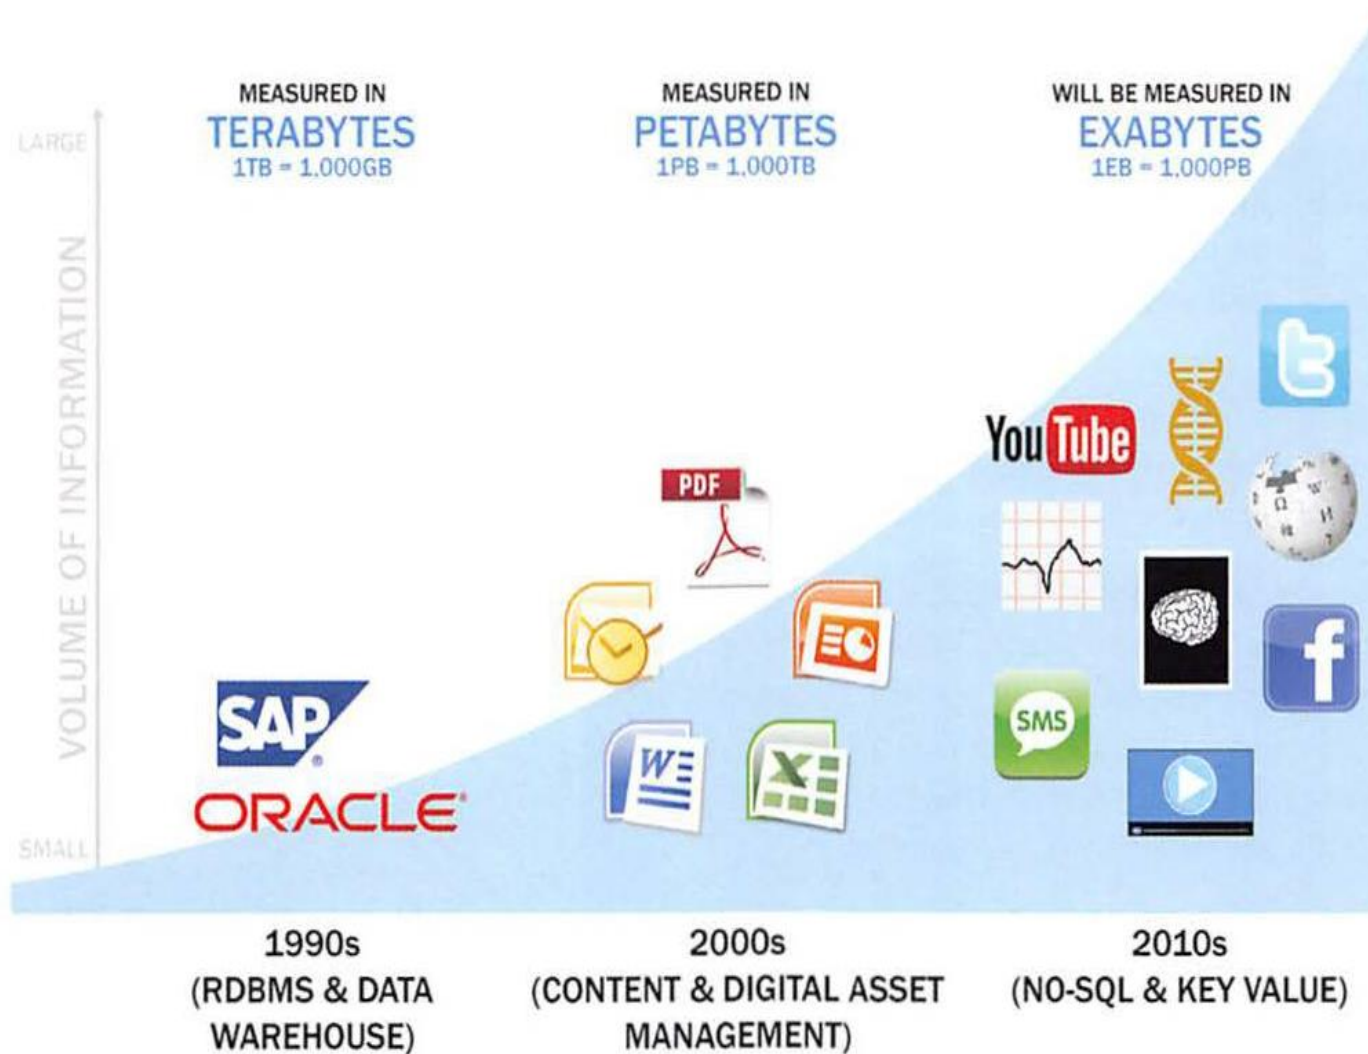 MEASURED IN
TERABYTES
1TB = 1,000GB
MEASURED IN
PETABYTES
1PB = 1,000TB
WILL BE MEASURED IN
EXABYTES
1EB = 1,000PB
LARGE
VOLUME OF INFORMATION
SMALL
SAP®
ORACLE®
PDF
W
X
YouTube
t
Ω W И 維 ?
SMS
f
1990s
(RDBMS & DATA
WAREHOUSE)
2000s
(CONTENT & DIGITAL ASSET
MANAGEMENT)
2010s
(NO-SQL & KEY VALUE)